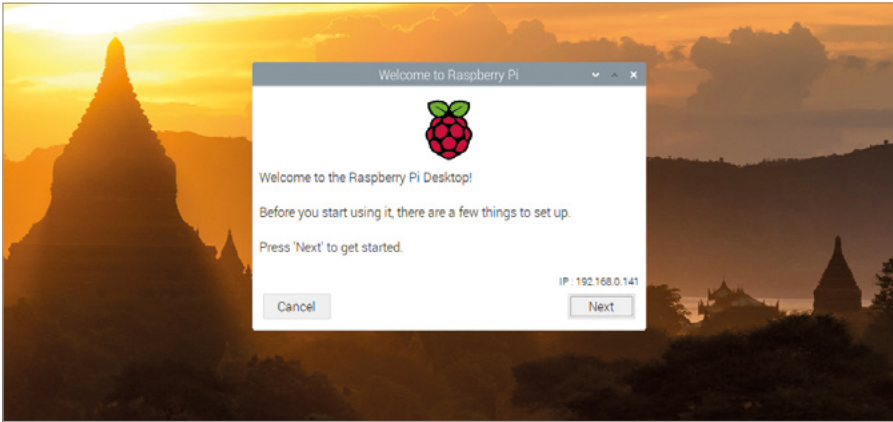 Welcome to Raspberry Pi
Welcome to the Raspberry Pi Desktop!
Before you start using it, there are a few things to set up.
Press 'Next' to get started.
IP : 192.168.0.141
Cancel
Next